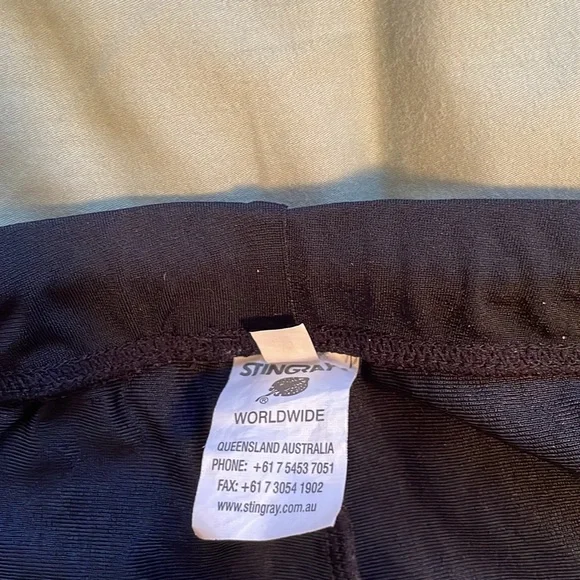 STINGRAY
®
WORLDWIDE
QUEENSLAND AUSTRALIA
PHONE: +61 7 5453 7051
FAX: +61 7 3054 1902
www.stingray.com.au